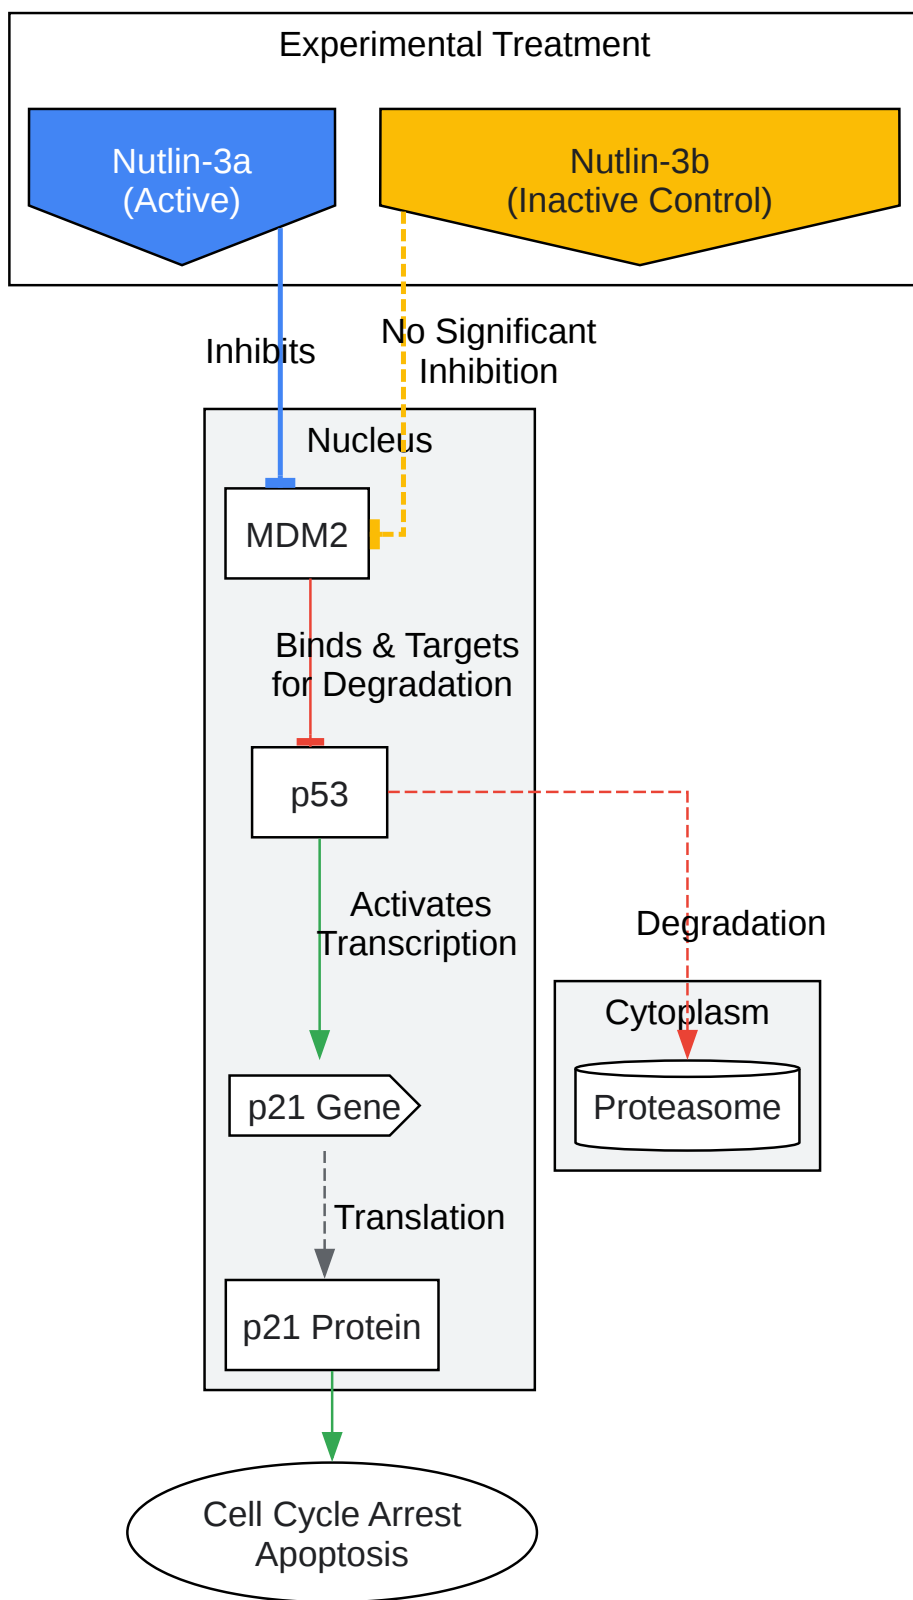 Experimental Treatment
Nutlin-3a
(Active)
Nutlin-3b
(Inactive Control)
Inhibits
No Significant
Inhibition
Nucleus
MDM2
Binds & Targets
for Degradation
p53
Activates
Transcription
Degradation
Cytoplasm
Proteasome
p21 Gene
Translation
p21 Protein
Cell Cycle Arrest
Apoptosis